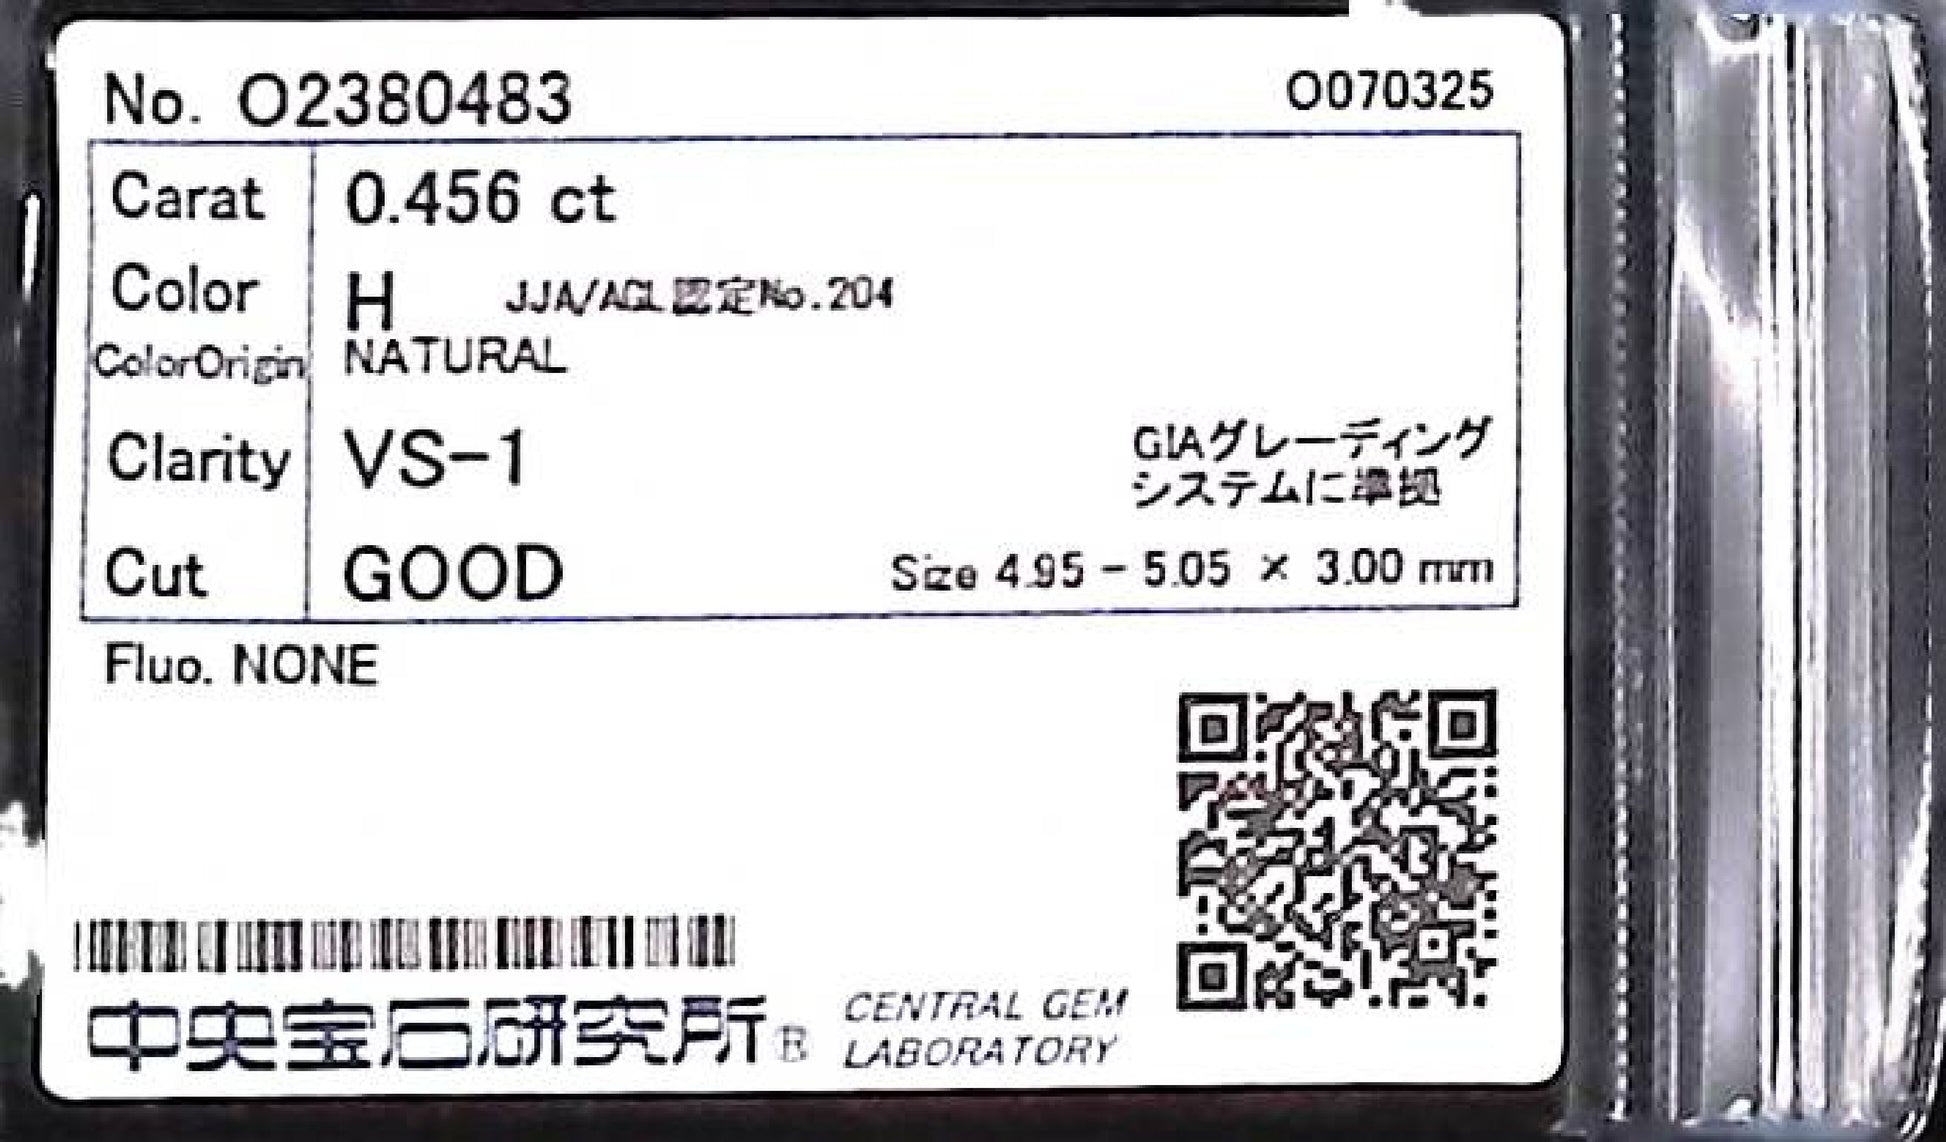 No. O2380483
O070325
Carat 0.456 ct
Color H JJA/AGL認定No.204
ColorOrigin NATURAL
Clarity VS-1
GIAグレーディング
システムに準拠
Cut GOOD Size 4.95 - 5.05 × 3.00 mm
Fluo. NONE
中央宝石研究所®
CENTRAL GEM
LABORATORY